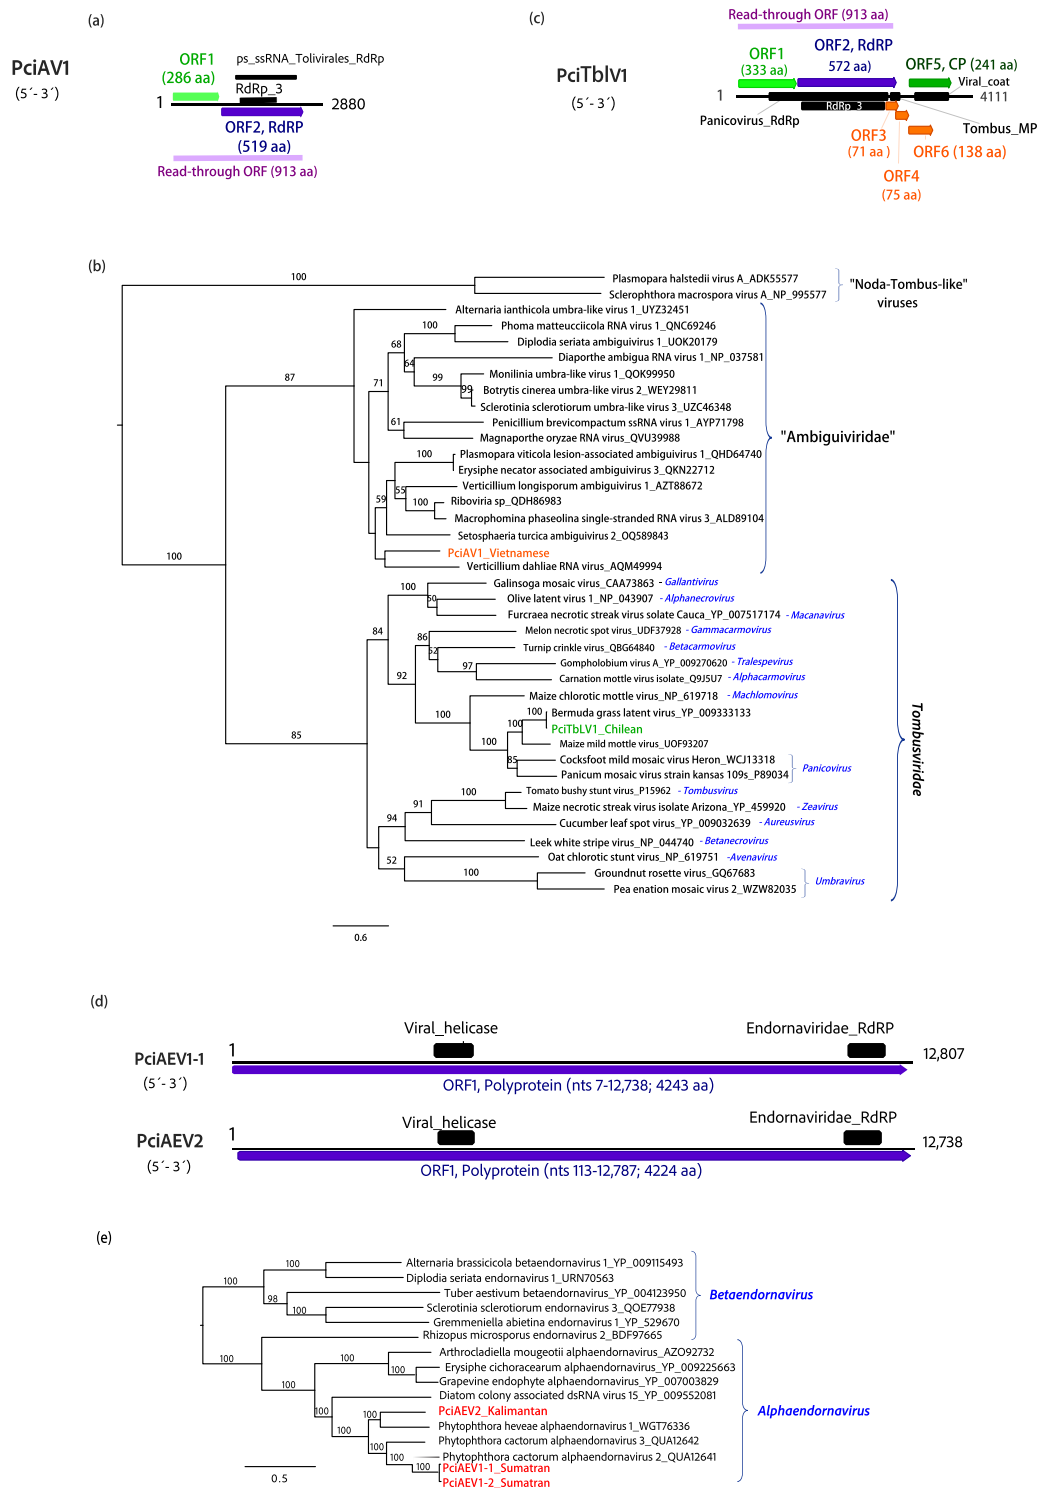 (a)
PciAV1
(5´- 3´)
ORF1
(286 aa)
ps_ssRNA_Tolivirales_RdRp
RdRp_3
1
2880
ORF2, RdRP
(519 aa)
Read-through ORF (913 aa)
(c)
PciTblV1
(5´- 3´)
Read-through ORF (913 aa)
ORF1
(333 aa)
ORF2, RdRP
572 aa)
ORF5, CP (241 aa)
Viral_coat
1
4111
Panicovirus_RdRp
RdRp_3
Tombus_MP
ORF3
(71 aa )
ORF6 (138 aa)
ORF4
(75 aa)
(b)
100
Plasmopara halstedii virus A_ADK55577
Sclerophthora macrospora virus A_NP_995577
"Noda-Tombus-like"
viruses
Alternaria ianthicola umbra-like virus 1_UYZ32451
100
Phoma matteucciicola RNA virus 1_QNC69246
68
Diplodia seriata ambiguivirus 1_UOK20179
64
Diaporthe ambigua RNA virus 1_NP_037581
87
71
99
Monilinia umbra-like virus 1_QOK99950
99
Botrytis cinerea umbra-like virus 2_WEY29811
Sclerotinia sclerotiorum umbra-like virus 3_UZC46348
61
Penicillium brevicompactum ssRNA virus 1_AYP71798
Magnaporthe oryzae RNA virus_QVU39988
"Ambiguiviridae"
100
Plasmopara viticola lesion-associated ambiguivirus 1_QHD64740
Erysiphe necator associated ambiguivirus 3_QKN22712
55
Verticillium longisporum ambiguivirus 1_AZT88672
59
100
Riboviria sp_QDH86983
Macrophomina phaseolina single-stranded RNA virus 3_ALD89104
Setosphaeria turcica ambiguivirus 2_OQ589843
PciAV1_Vietnamese
Verticillium dahliae RNA virus_AQM49994
100
100
Galinsoga mosaic virus_CAA73863 - Gallantivirus
50
Olive latent virus 1_NP_043907 - Alphanecrovirus
Furcraea necrotic streak virus solate Cauca_YP_007517174 - Macanavirus
84
86
Melon necrotic spot virus_UDF37928 - Gammacarmovirus
52
Turnip crinkle virus_QBG64840 - Betacarmovirus
97
Gompholobium virus A_YP_009270620 - Tralespevirus
Carnation mottle virus isolate_Q9J5U7 - Alphacarmovirus
92
Maize chlorotic mottle virus_NP_619718 - Machlomovirus
100
100
Bermuda grass latent virus_YP_009333133
100
PciTbLV1_Chilean
Maize mild mottle virus_UOF93207
100
85
Cocksfoot mild mosaic virus Heron_WCJ13318
Panicum mosaic virus strain kansas 109s_P89034
Panicovirus
85
Tombusviridae
100
Tomato bushy stunt virus_P15962 - Tombusvirus
91
Maize necrotic streak virus isolate Arizona_YP_459920 - Zeavirus
94
Cucumber leaf spot virus_YP_009032639 - Aureusvirus
Leek white stripe virus_NP_044740 - Betanecrovirus
52
Oat chlorotic stunt virus_NP_619751 -Avenavirus
100
Groundnut rosette virus_GQ67683
Pea enation mosaic virus 2_WZW82035
Umbravirus
0.6
(d)
PciAEV1-1
(5´- 3´)
1
Viral_helicase
Endornaviridae_RdRP
12,807
ORF1, Polyprotein (nts 7-12,738; 4243 aa)
PciAEV2
(5´- 3´)
1
Viral_helicase
Endornaviridae_RdRP
12,738
ORF1, Polyprotein (nts 113-12,787; 4224 aa)
(e)
100
100
Alternaria brassicicola betaendornavirus 1_YP_009115493
Diplodia seriata endornavirus 1_URN70563
98
Tuber aestivum betaendornavirus_YP_004123950
100
Sclerotinia sclerotiorum endornavirus 3_QOE77938
Gremmeniella abietina endornavirus 1_YP_529670
Betaendornavirus
Rhizopus microsporus endornavirus 2_BDF97665
100
100
Arthrocladiella mougeotii alphaendornavirus_AZO92732
100
Erysiphe cichoracearum alphaendornavirus_YP_009225663
Grapevine endophyte alphaendornavirus_YP_007003829
100
Diatom colony associated dsRNA virus 15_YP_009552081
100
100
PciAEV2_Kalimantan
Phytophthora heveae alphaendornavirus 1_WGT76336
100
Phytophthora cactorum alphaendornavirus 3_QUA12642
100
Phytophthora cactorum alphaendornavirus 2_QUA12641
100
PciAEV1-1_Sumatran
PciAEV1-2_Sumatran
Alphaendornavirus
0.5